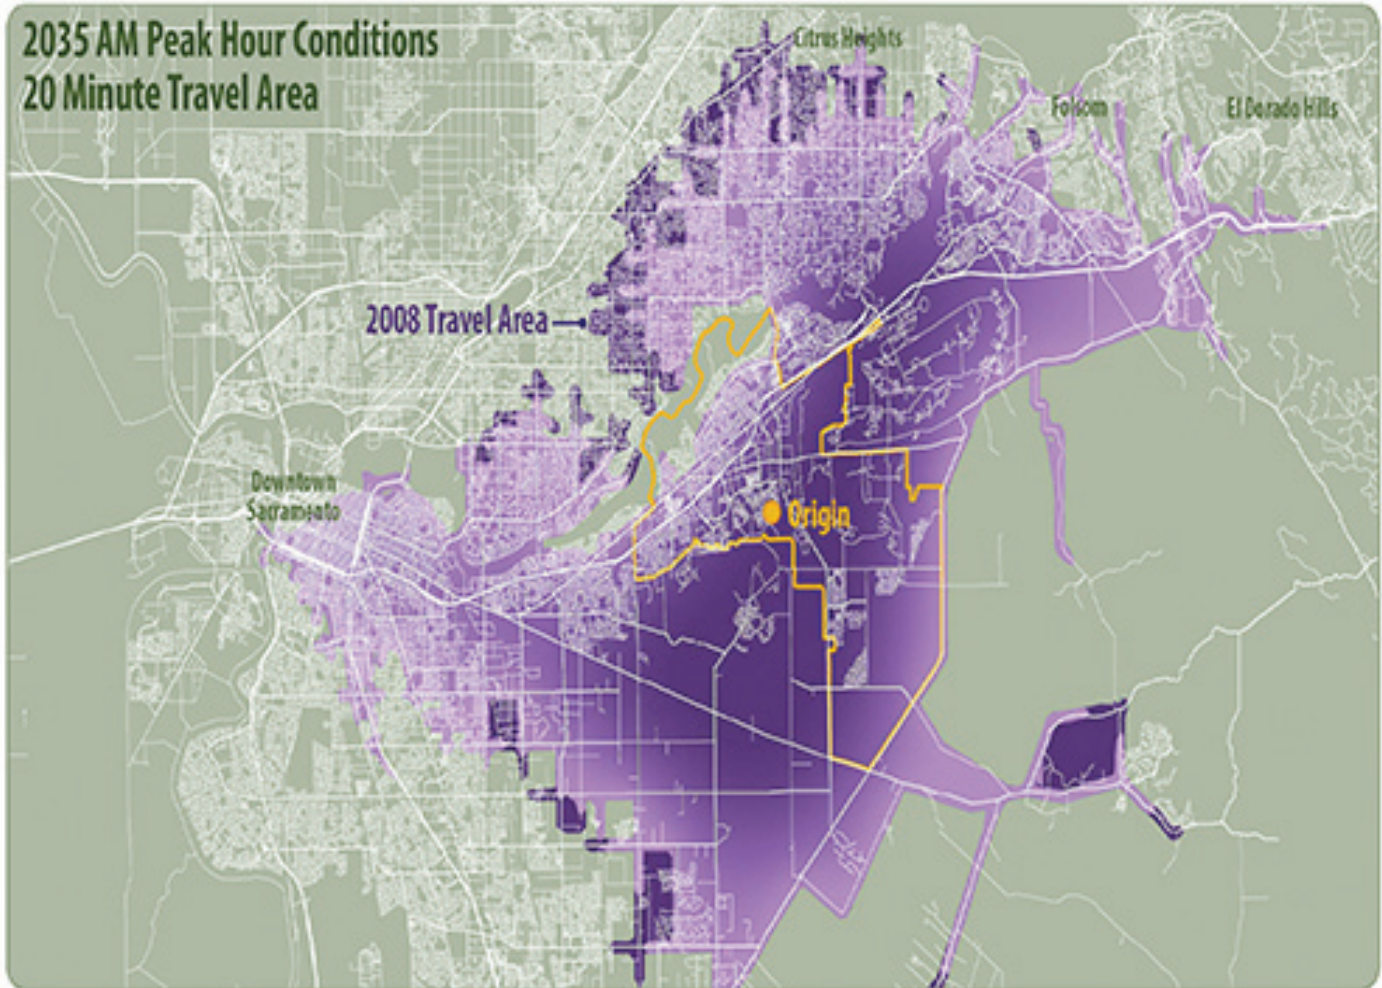 2035 AM Peak Hour Conditions
20 Minute Travel Area
Citrus Heights
Folsom
El Dorado Hills
2008 Travel Area
Downtown
Sacramento
Origin